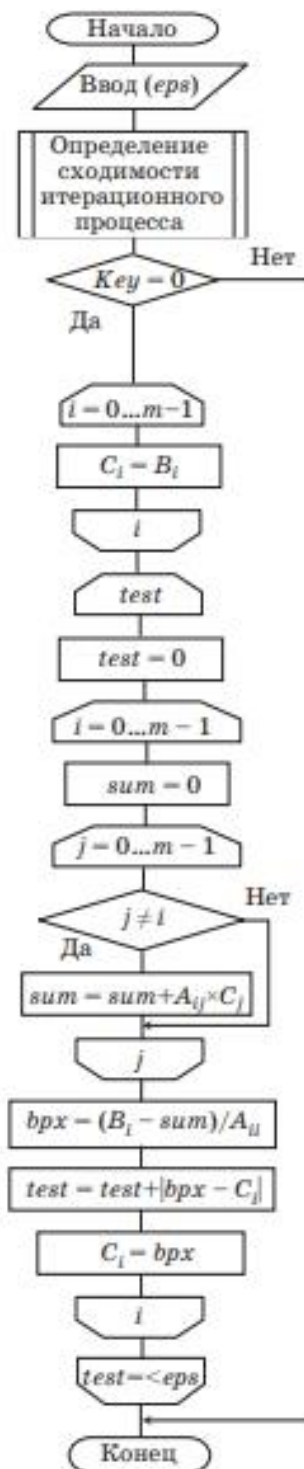 Начало
Ввод (eps)
Определение
сходимости
итерационного
процесса
Key = 0
Нет
Да
i = 0...m−1
C_i = B_i
i
test
test = 0
i = 0...m − 1
sum = 0
j = 0...m − 1
j ≠ i
Нет
Да
sum = sum+A_ij×C_j
j
bpx = (B_i − sum)/A_ii
test = test+|bpx − C_i|
C_i = bpx
i
test=<eps
Конец